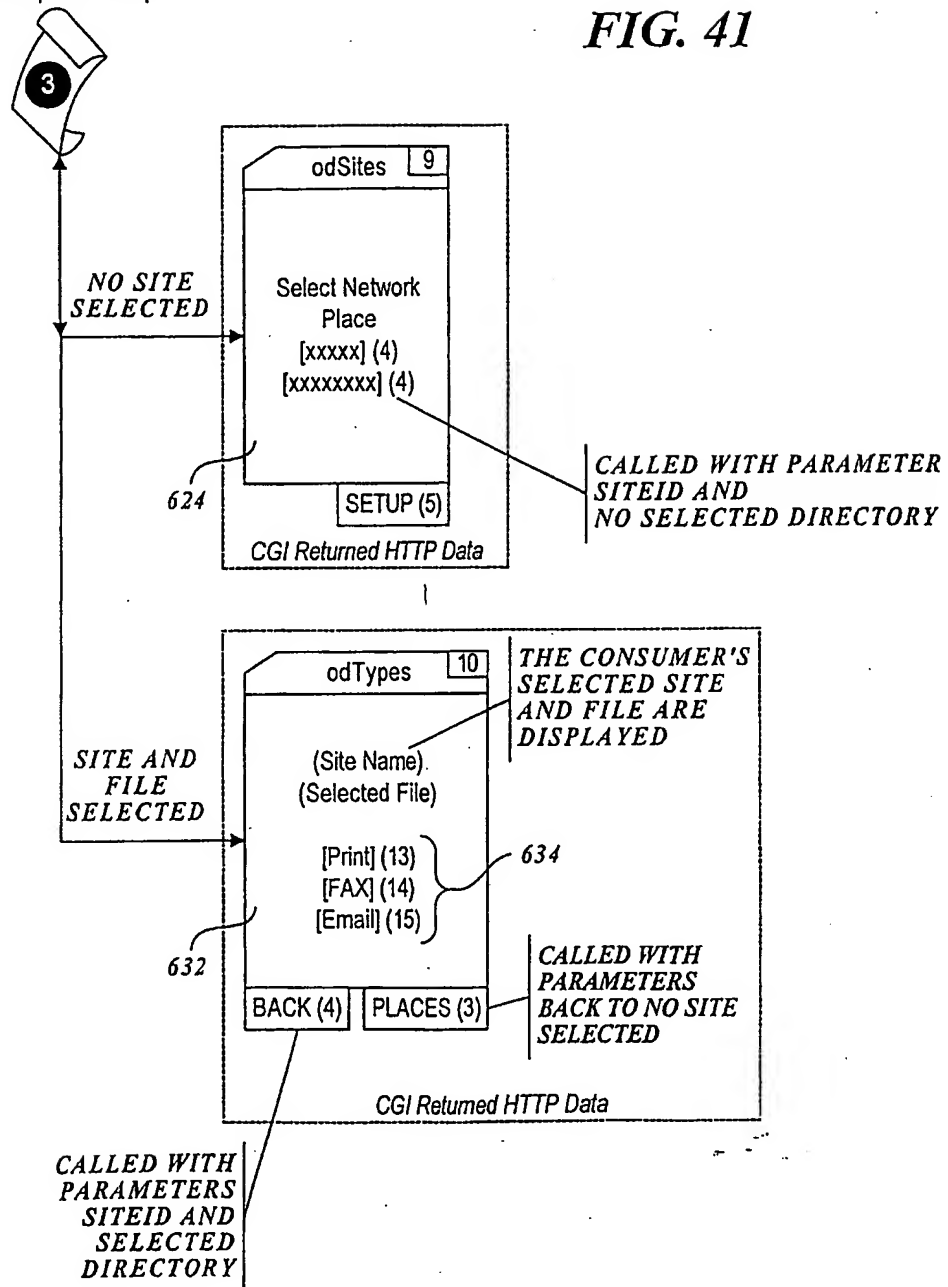 FIG. 41
3
odSites
9
NO SITE
SELECTED
Select Network
Place
[xxxxx] (4)
[xxxxxxxx] (4)
624
SETUP (5)
CGI Returned HTTP Data
CALLED WITH PARAMETER
SITEID AND
NO SELECTED DIRECTORY
odTypes
10
THE CONSUMER'S
SELECTED SITE
AND FILE ARE
DISPLAYED
SITE AND
FILE
SELECTED
(Site Name)
(Selected File)
[Print] (13)
[FAX] (14)
[Email] (15)
634
632
BACK (4)
PLACES (3)
CALLED WITH
PARAMETERS
BACK TO NO SITE
SELECTED
CGI Returned HTTP Data
CALLED WITH
PARAMETERS
SITEID AND
SELECTED
DIRECTORY